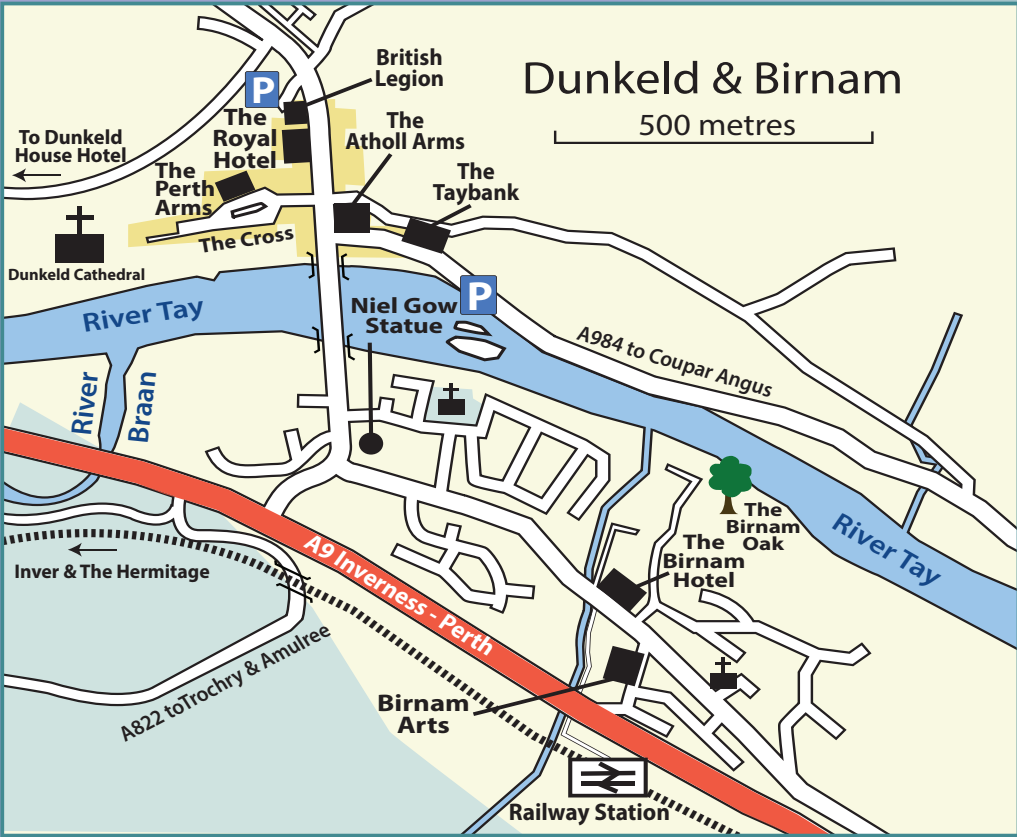 Dunkeld & Birnam
500 metres
British
Legion
P
The
Royal
Hotel
The
Atholl Arms
To Dunkeld
House Hotel
The
Perth
Arms
The
Taybank
The Cross
Dunkeld Cathedral
River Tay
Niel Gow
Statue
P
A984 to Coupar Angus
River
Braan
The
Birnam
Oak
River Tay
The
Birnam
Hotel
A9 Inverness - Perth
Inver & The Hermitage
A822 toTrochry & Amulree
Birnam
Arts
Railway Station